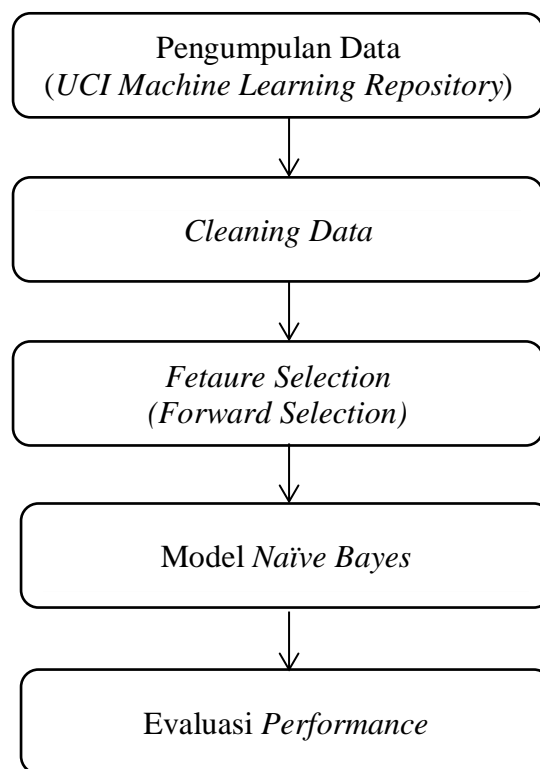 Pengumpulan Data
(UCI Machine Learning Repository)
Cleaning Data
Fetaure Selection
(Forward Selection)
Model Naïve Bayes
Evaluasi Performance